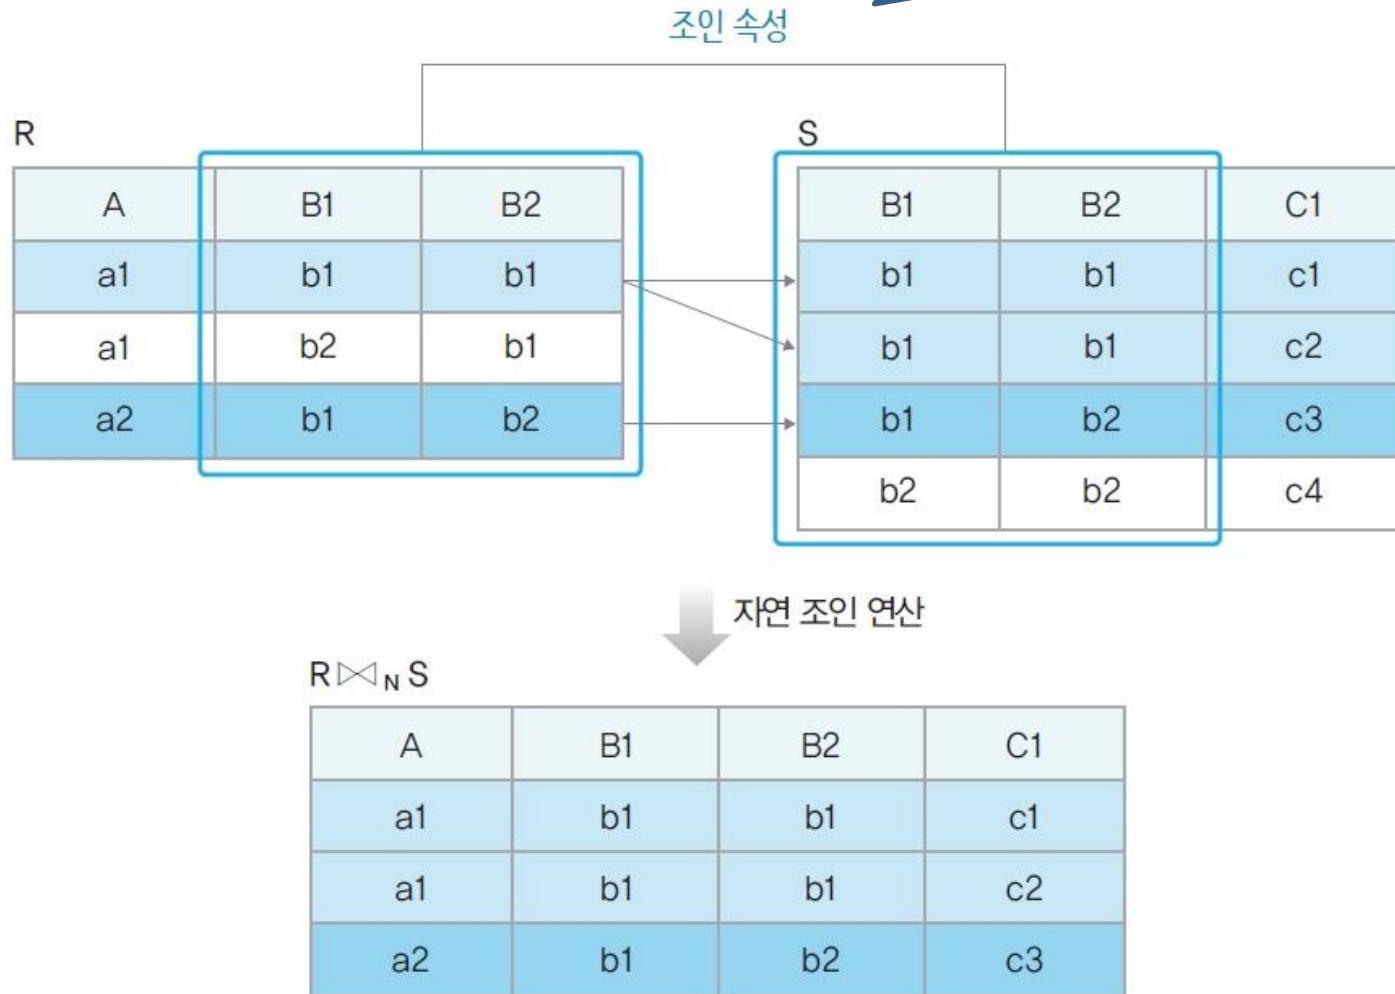 조인 속성
R
A B1 B2
a1 b1 b1
a1 b2 b1
a2 b1 b2
S
B1 B2 C1
b1 b1 c1
b1 b1 c2
b1 b2 c3
b2 b2 c4
자연 조인 연산
R⋈N S
A B1 B2 C1
a1 b1 b1 c1
a1 b1 b1 c2
a2 b1 b2 c3